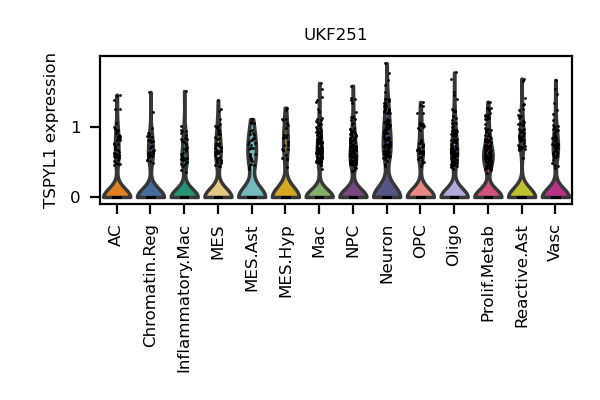 UKF251
TSPYL1 expression
1
0
AC
Chromatin.Reg
Inflammatory.Mac
MES
MES.Ast
MES.Hyp
Mac
NPC
Neuron
OPC
Oligo
Prolif.Metab
Reactive.Ast
Vasc